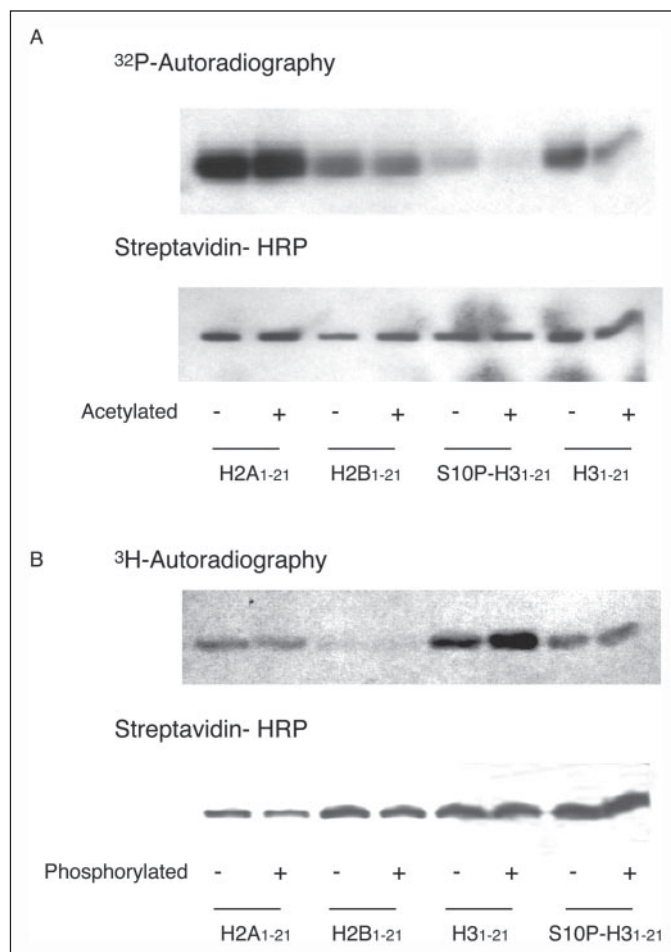 A
³²P-Autoradiography
Streptavidin- HRP
Acetylated - + - + - + - +
H2A₁₋₂₁ H2B₁₋₂₁ S10P-H3₁₋₂₁ H3₁₋₂₁
B ³H-Autoradiography
Streptavidin- HRP
Phosphorylated - + - + - + - +
H2A₁₋₂₁ H2B₁₋₂₁ H3₁₋₂₁ S10P-H3₁₋₂₁